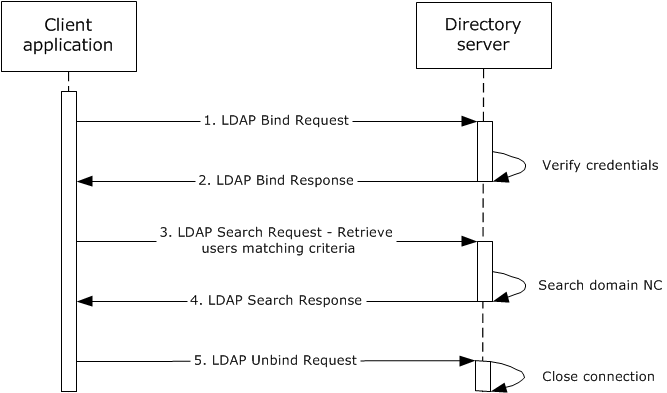 Client
application
Directory
server
1. LDAP Bind Request
Verify credentials
2. LDAP Bind Response
3. LDAP Search Request - Retrieve
users matching criteria
Search domain NC
4. LDAP Search Response
5. LDAP Unbind Request
Close connection